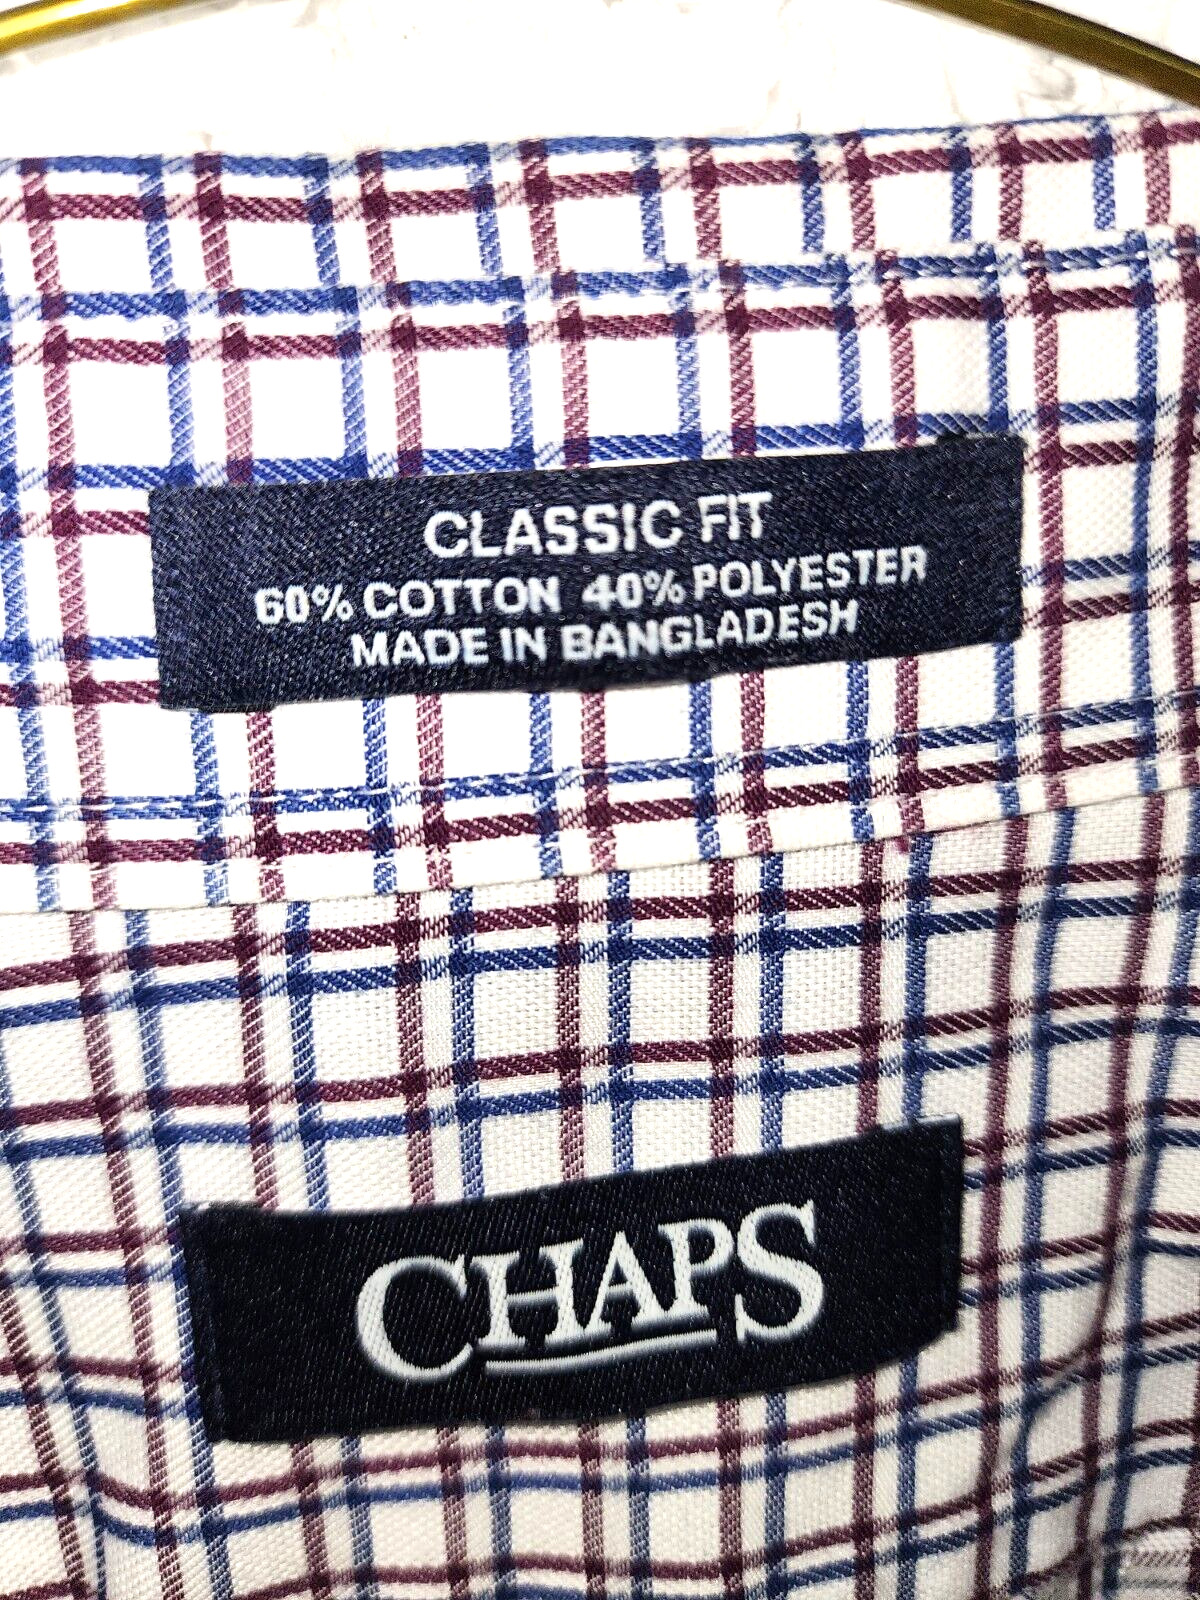 CLASSIC FIT
60% COTTON 40% POLYESTER
MADE IN BANGLADESH
CHAPS